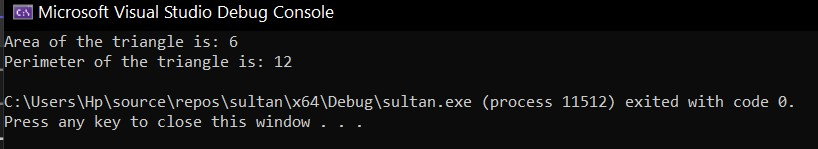 Microsoft Visual Studio Debug Console
Area of the triangle is: 6
Perimeter of the triangle is: 12
C:\Users\Hp\source\repos\sultan\x64\Debug\sultan.exe (process 11512) exited with code 0.
Press any key to close this window . . .